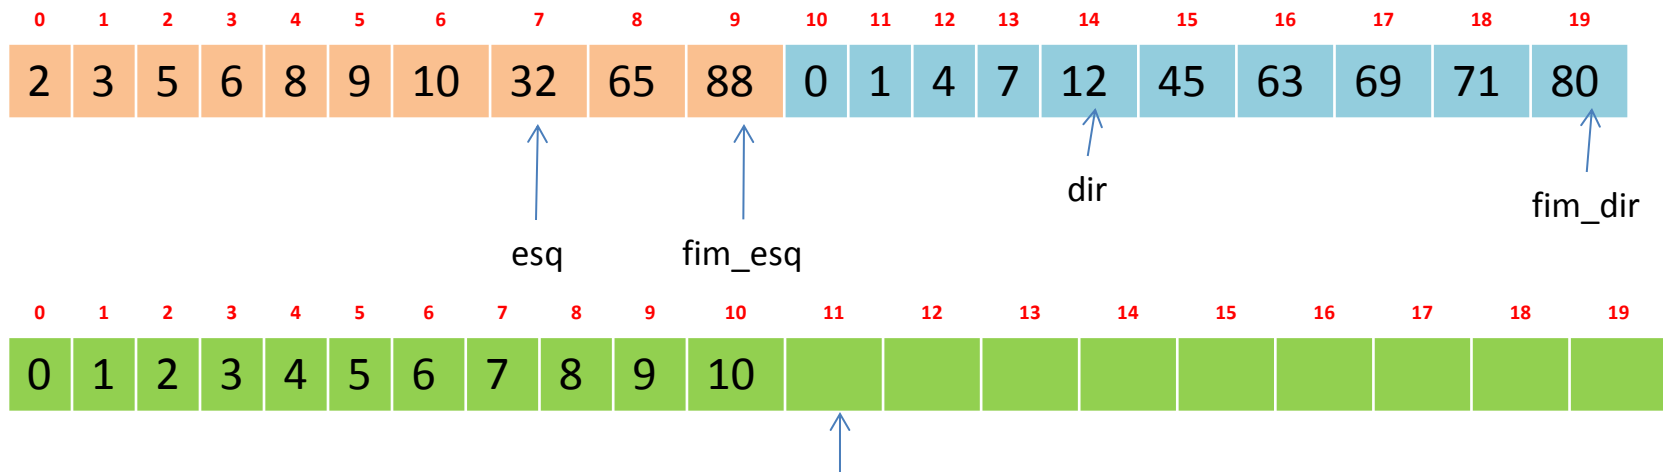 0 1 2 3 4 5 6 7 8 9 10 11 12 13 14 15 16 17 18 19
2 3 5 6 8 9 10 32 65 88 0 1 4 7 12 45 63 69 71 80
dir
fim_dir
esq fim_esq
0 1 2 3 4 5 6 7 8 9 10 11 12 13 14 15 16 17 18 19
0 1 2 3 4 5 6 7 8 9 10